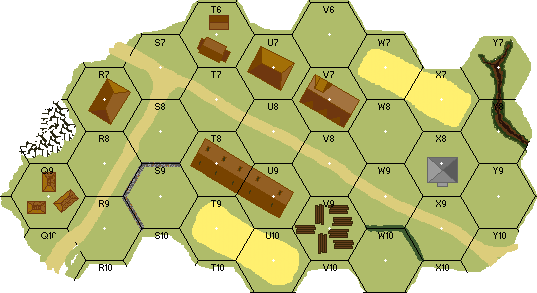 T6 V6
S7 U7 W7 Y7
R7 T7 V7 X7
S8 U8 W8 Y8
R8 T8 V8 X8
Q9 S9 U9 W9 Y9
R9 T9 V9 X9
Q10 S10 U10 W10 Y10
R10 T10 V10 X10